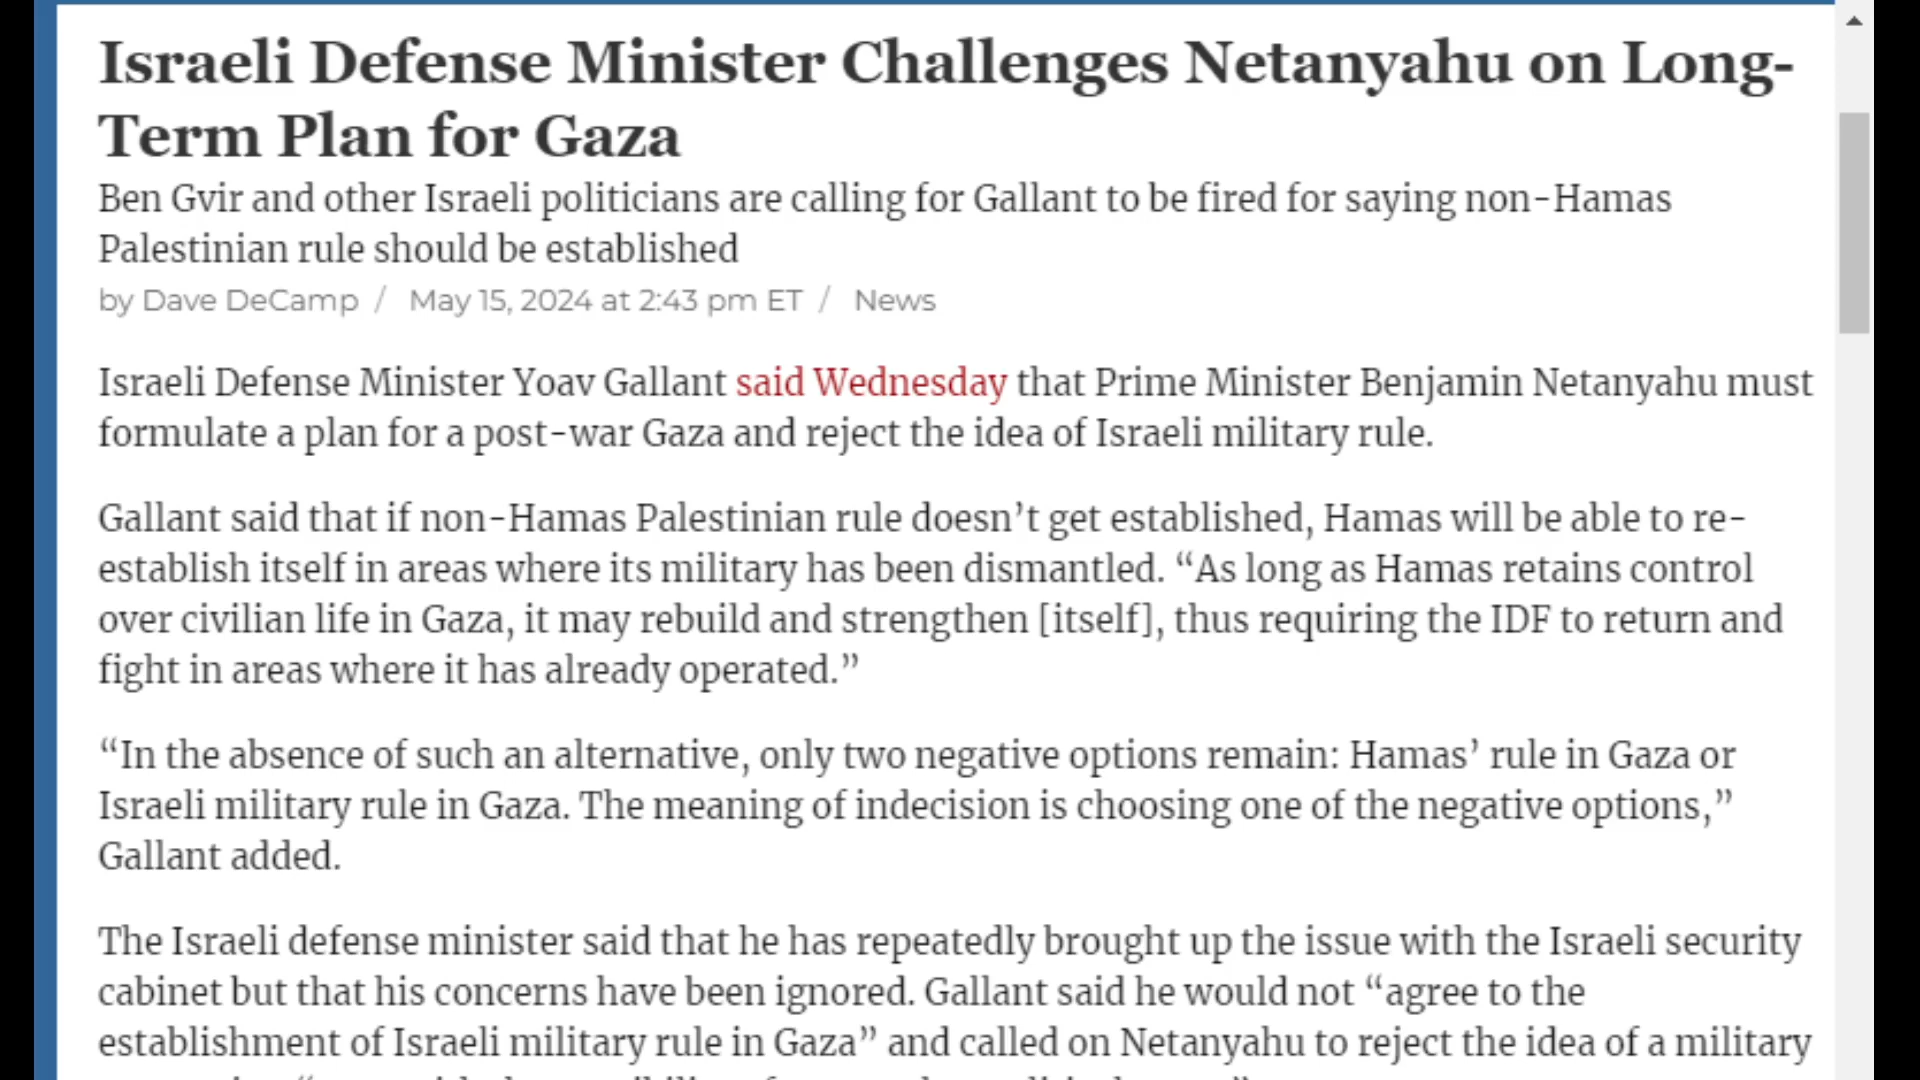 Israeli Defense Minister Challenges Netanyahu on Long-
Term Plan for Gaza
Ben Gvir and other Israeli politicians are calling for Gallant to be fired for saying non-Hamas
Palestinian rule should be established
by Dave DeCamp / May 15, 2024 at 2:43 pm ET / News
Israeli Defense Minister Yoav Gallant said Wednesday that Prime Minister Benjamin Netanyahu must
formulate a plan for a post-war Gaza and reject the idea of Israeli military rule.
Gallant said that if non-Hamas Palestinian rule doesn’t get established, Hamas will be able to re-
establish itself in areas where its military has been dismantled. “As long as Hamas retains control
over civilian life in Gaza, it may rebuild and strengthen [itself], thus requiring the IDF to return and
fight in areas where it has already operated.”
“In the absence of such an alternative, only two negative options remain: Hamas’ rule in Gaza or
Israeli military rule in Gaza. The meaning of indecision is choosing one of the negative options,”
Gallant added.
The Israeli defense minister said that he has repeatedly brought up the issue with the Israeli security
cabinet but that his concerns have been ignored. Gallant said he would not “agree to the
establishment of Israeli military rule in Gaza” and called on Netanyahu to reject the idea of a military